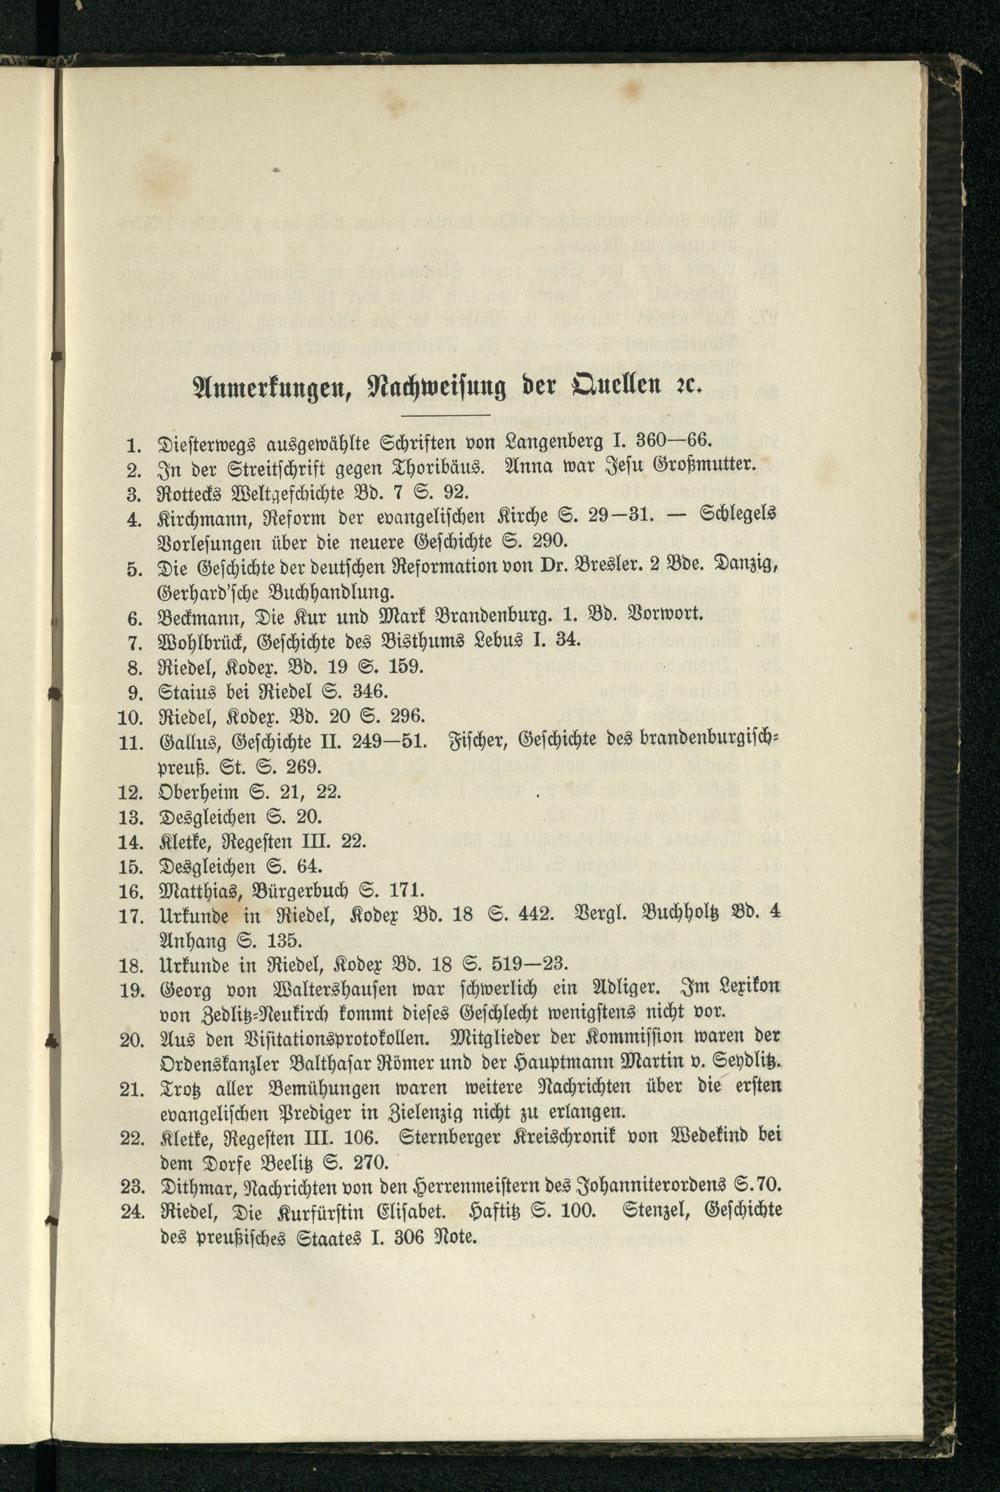 Anmerkungen, Nachweisung der Quellen ꝛc.
1. Diesterwegs ausgewählte Schriften von Langenberg I. 360—66.
2. In der Streitschrift gegen Thoribäus. Anna war Jesu Großmutter.
3. Rottecks Weltgeschichte Bd. 7 S. 92.
4. Kirchmann, Reform der evangelischen Kirche S. 29—31. — Schlegels
Vorlesungen über die neuere Geschichte S. 290.
5. Die Geschichte der deutschen Reformation von Dr. Bresler. 2 Bde. Danzig,
Gerhard'sche Buchhandlung.
6. Beckmann, Die Kur und Mark Brandenburg. 1. Bd. Vorwort.
7. Wohlbrück, Geschichte des Bisthums Lebus I. 34.
8. Riedel, Kodex. Bd. 19 S. 159.
9. Staius bei Riedel S. 346.
10. Riedel, Kodex. Bd. 20 S. 296.
11. Gallus, Geschichte II. 249—51. Fischer, Geschichte des brandenburgisch-
preuß. St. S. 269.
12. Oberheim S. 21, 22.
13. Desgleichen S. 20.
14. Kletke, Regesten III. 22.
15. Desgleichen S. 64.
16. Matthias, Bürgerbuch S. 171.
17. Urkunde in Riedel, Kodex Bd. 18 S. 442. Vergl. Buchholtz Bd. 4
Anhang S. 135.
18. Urkunde in Riedel, Kodex Bd. 18 S. 519—23.
19. Georg von Waltershausen war schwerlich ein Adliger. Im Lexikon
von Zedlitz-Neukirch kommt dieses Geschlecht wenigstens nicht vor.
20. Aus den Visitationsprotokollen. Mitglieder der Kommission waren der
Ordenskanzler Balthasar Römer und der Hauptmann Martin v. Seydlitz.
21. Trotz aller Bemühungen waren weitere Nachrichten über die ersten
evangelischen Prediger in Zielenzig nicht zu erlangen.
22. Kletke, Regesten III. 106. Sternberger Kreischronik von Wedekind bei
dem Dorfe Beelitz S. 270.
23. Dithmar, Nachrichten von den Herrenmeistern des Johanniterordens S. 70.
24. Riedel, Die Kurfürstin Elisabet. Haftitz S. 100. Stenzel, Geschichte
des preußisches Staates I. 306 Note.